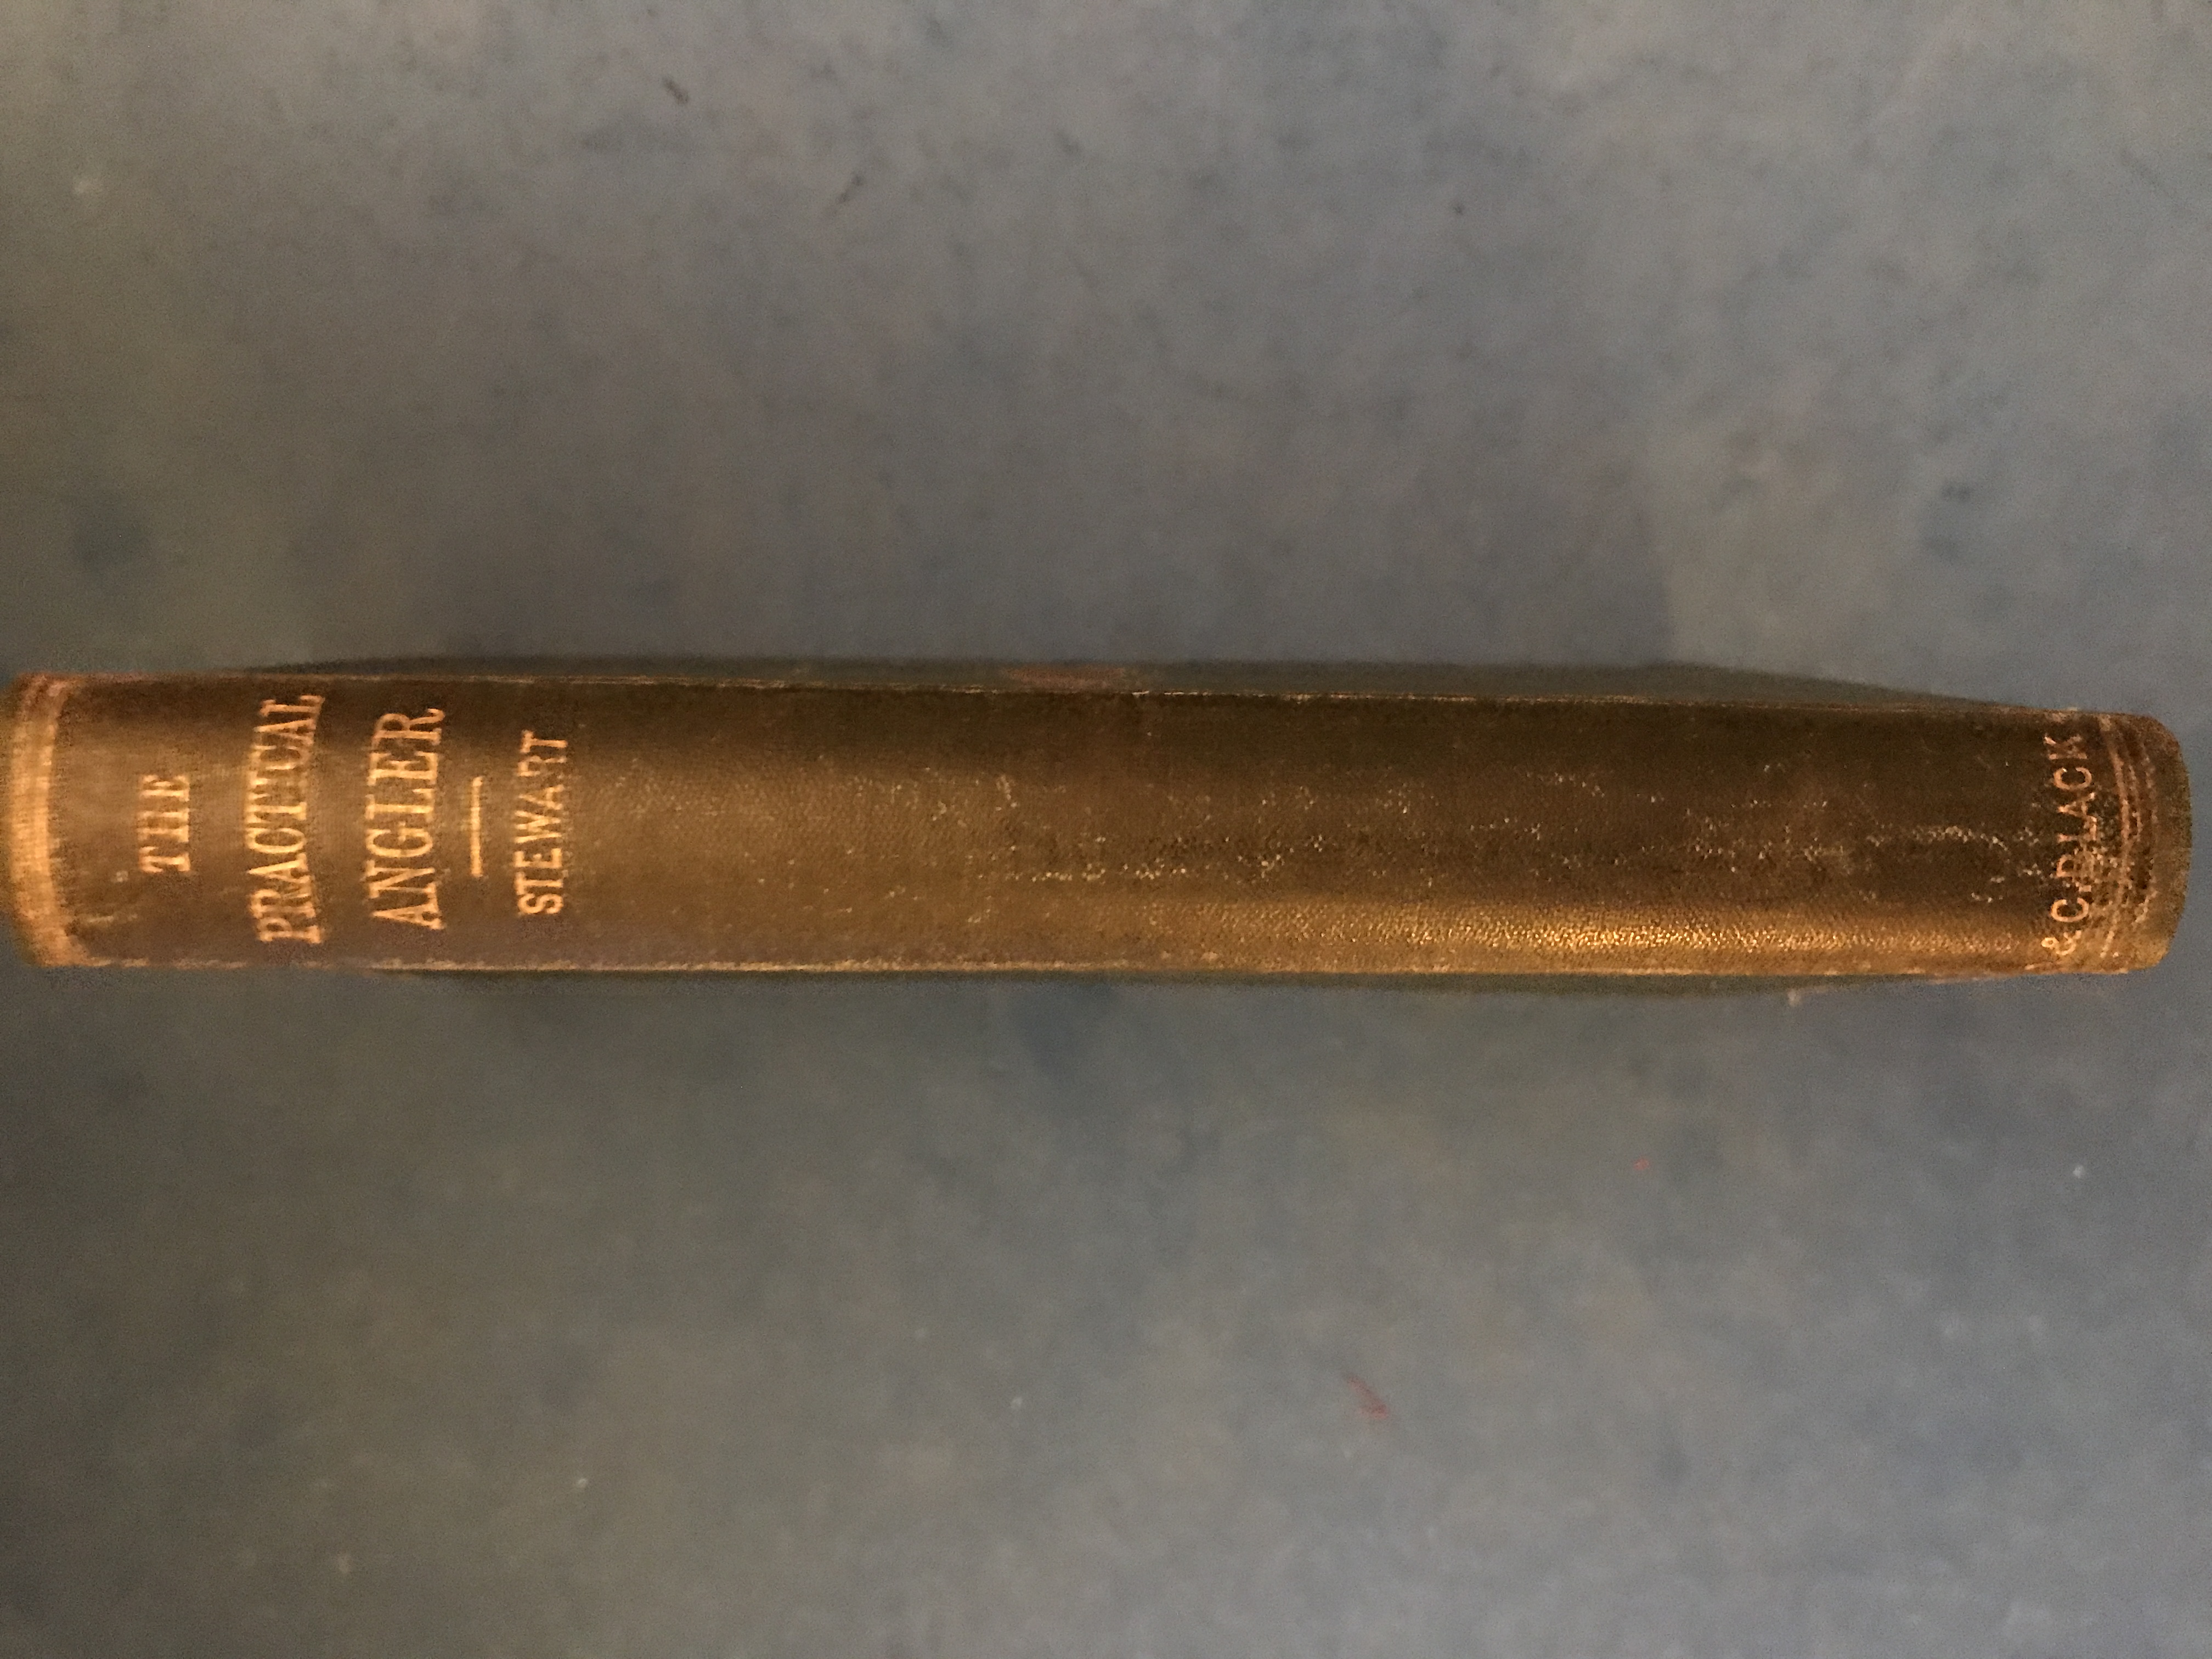 THE
PRACTICAL
ANGLER
STEWART
& C. BLACK